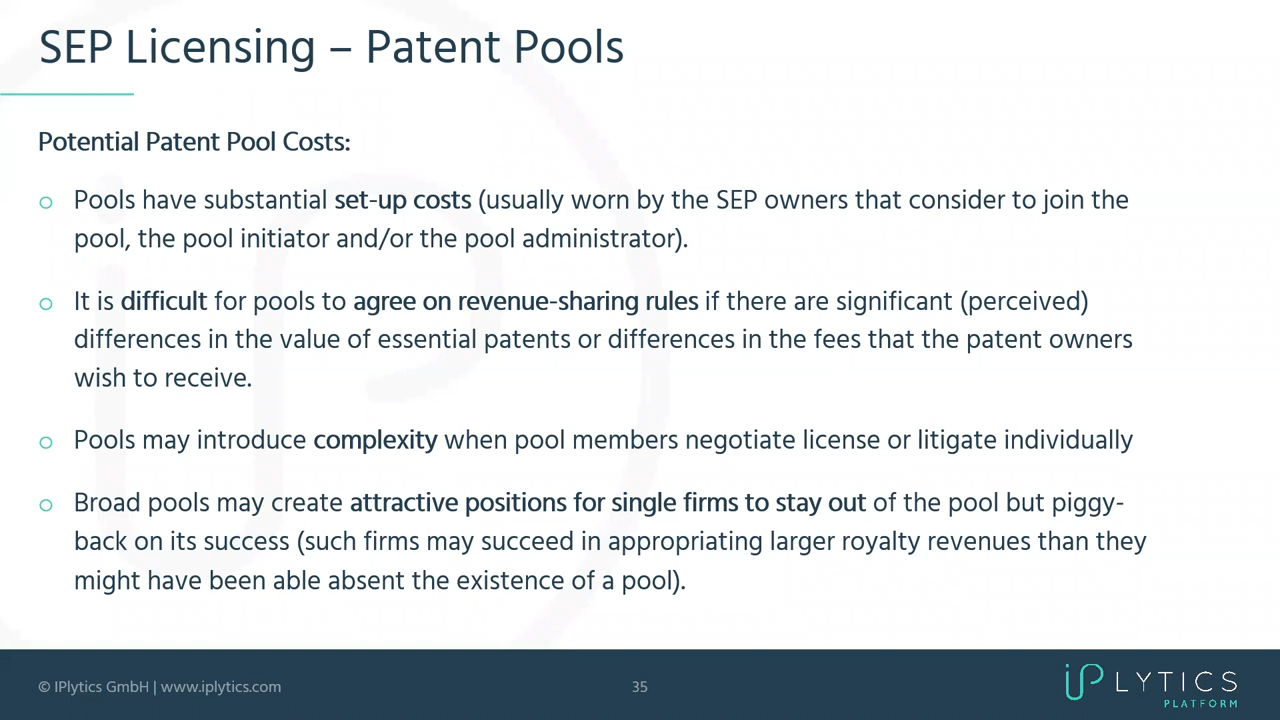 SEP Licensing – Patent Pools
Potential Patent Pool Costs:
o Pools have substantial set-up costs (usually worn by the SEP owners that consider to join the
pool, the pool initiator and/or the pool administrator).
o It is difficult for pools to agree on revenue-sharing rules if there are significant (perceived)
differences in the value of essential patents or differences in the fees that the patent owners
wish to receive.
o Pools may introduce complexity when pool members negotiate license or litigate individually
o Broad pools may create attractive positions for single firms to stay out of the pool but piggy-
back on its success (such firms may succeed in appropriating larger royalty revenues than they
might have been able absent the existence of a pool).
© IPlytics GmbH | www.iplytics.com
35
iPLYTICS
PLATFORM